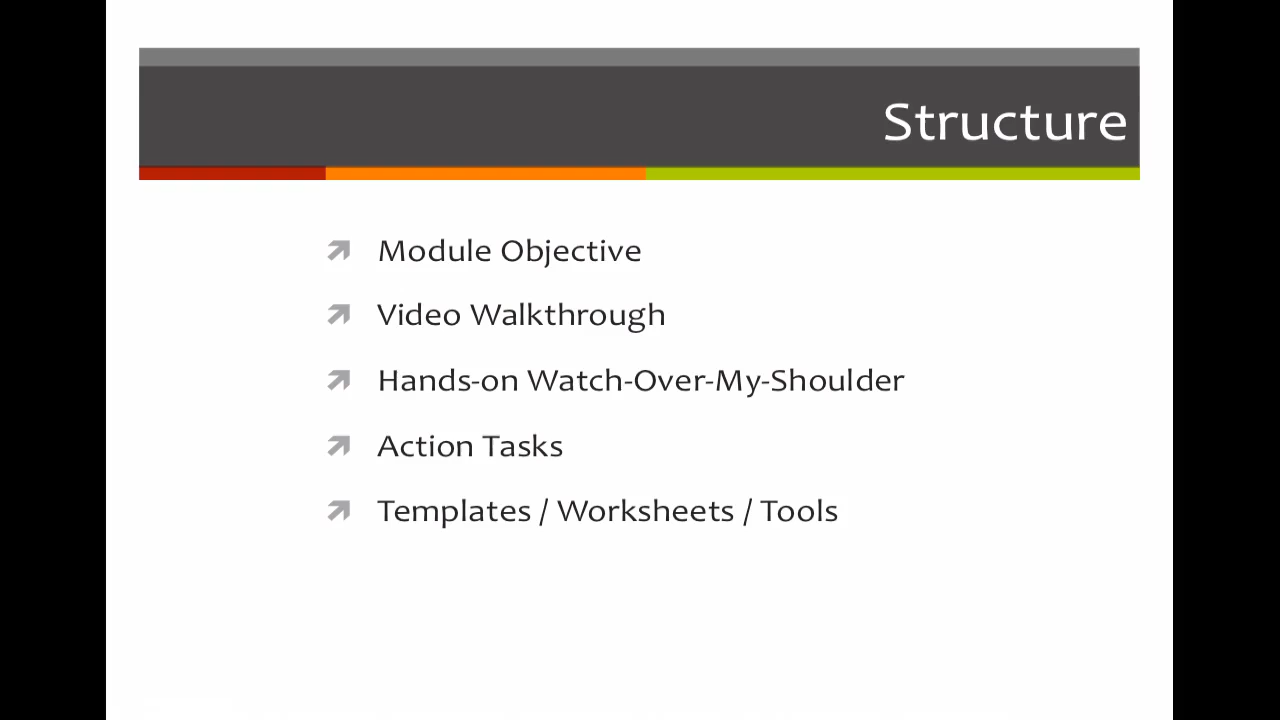 Structure
Module Objective
Video Walkthrough
Hands-on Watch-Over-My-Shoulder
Action Tasks
Templates / Worksheets / Tools